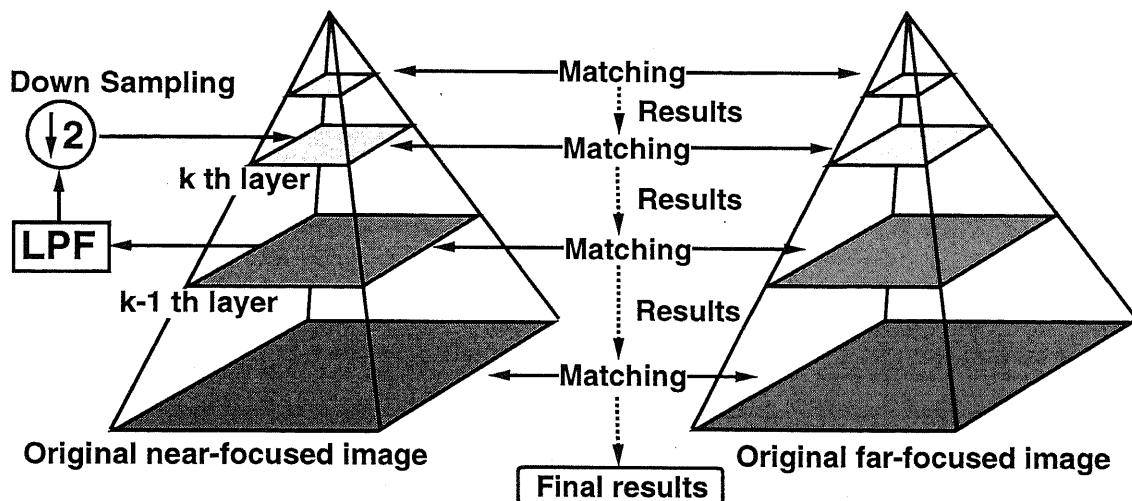 Down Sampling
↓2
LPF
k th layer
k-1 th layer
Original near-focused image
Matching
Results
Matching
Results
Matching
Results
Matching
Final results
Original far-focused image